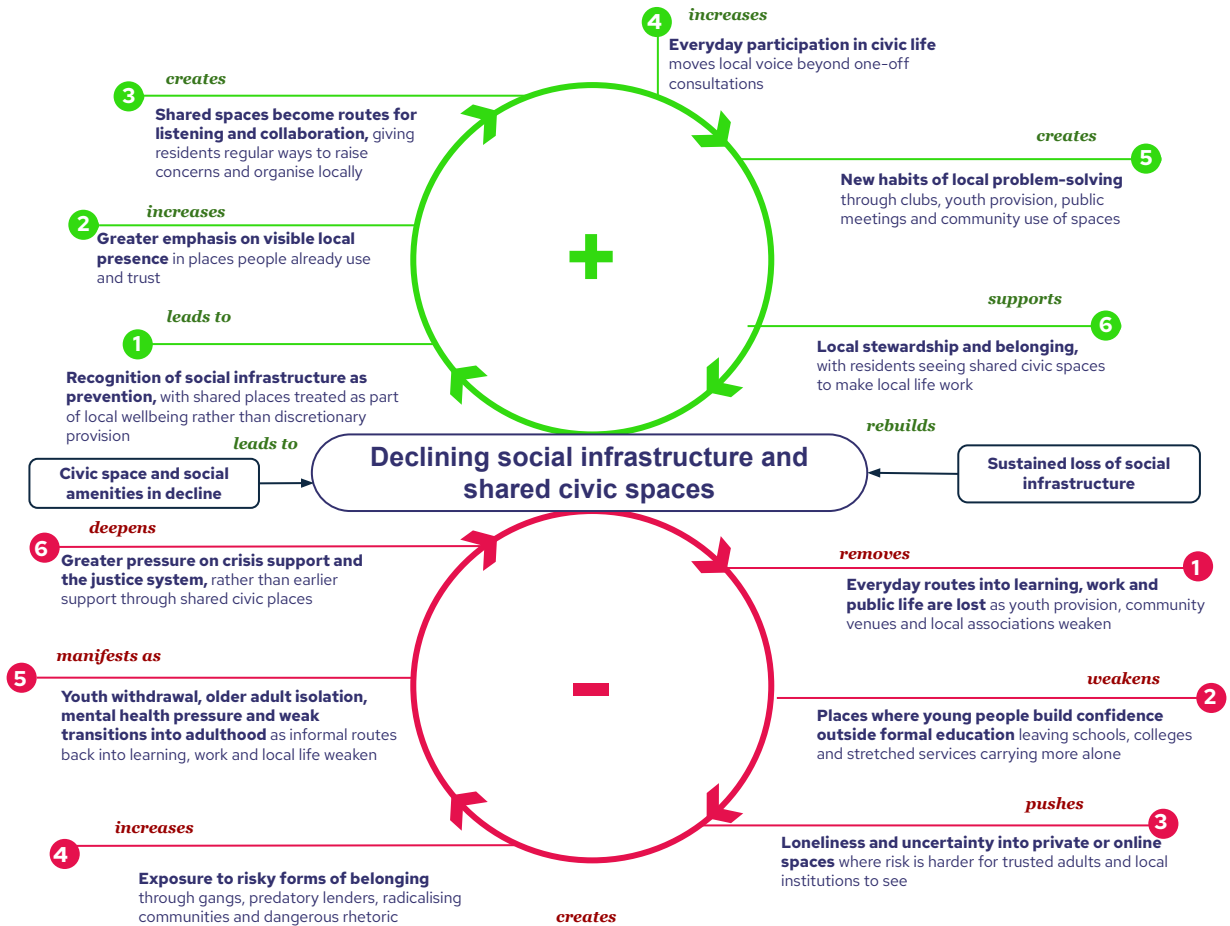 4
increases
Everyday participation in civic life
moves local voice beyond one-off
consultations
creates
3
Shared spaces become routes for
listening and collaboration, giving
residents regular ways to raise
concerns and organise locally
creates
5
New habits of local problem-solving
through clubs, youth provision, public
meetings and community use of spaces
increases
2
Greater emphasis on visible local
presence in places people already use
and trust
+
supports
6
Local stewardship and belonging,
with residents seeing shared civic spaces
to make local life work
leads to
1
Recognition of social infrastructure as
prevention, with shared places treated as part
of local wellbeing rather than discretionary
provision
leads to
rebuilds
Civic space and social
amenities in decline
Declining social infrastructure and
shared civic spaces
Sustained loss of social
infrastructure
deepens
6
Greater pressure on crisis support and
the justice system, rather than earlier
support through shared civic places
removes
1
Everyday routes into learning, work and
public life are lost as youth provision, community
venues and local associations weaken
manifests as
5
Youth withdrawal, older adult isolation,
mental health pressure and weak
transitions into adulthood as informal routes
back into learning, work and local life weaken
-
weakens
2
Places where young people build confidence
outside formal education leaving schools, colleges
and stretched services carrying more alone
pushes
3
Loneliness and uncertainty into private or online
spaces where risk is harder for trusted adults and local
institutions to see
increases
4
Exposure to risky forms of belonging
through gangs, predatory lenders, radicalising
communities and dangerous rhetoric
creates